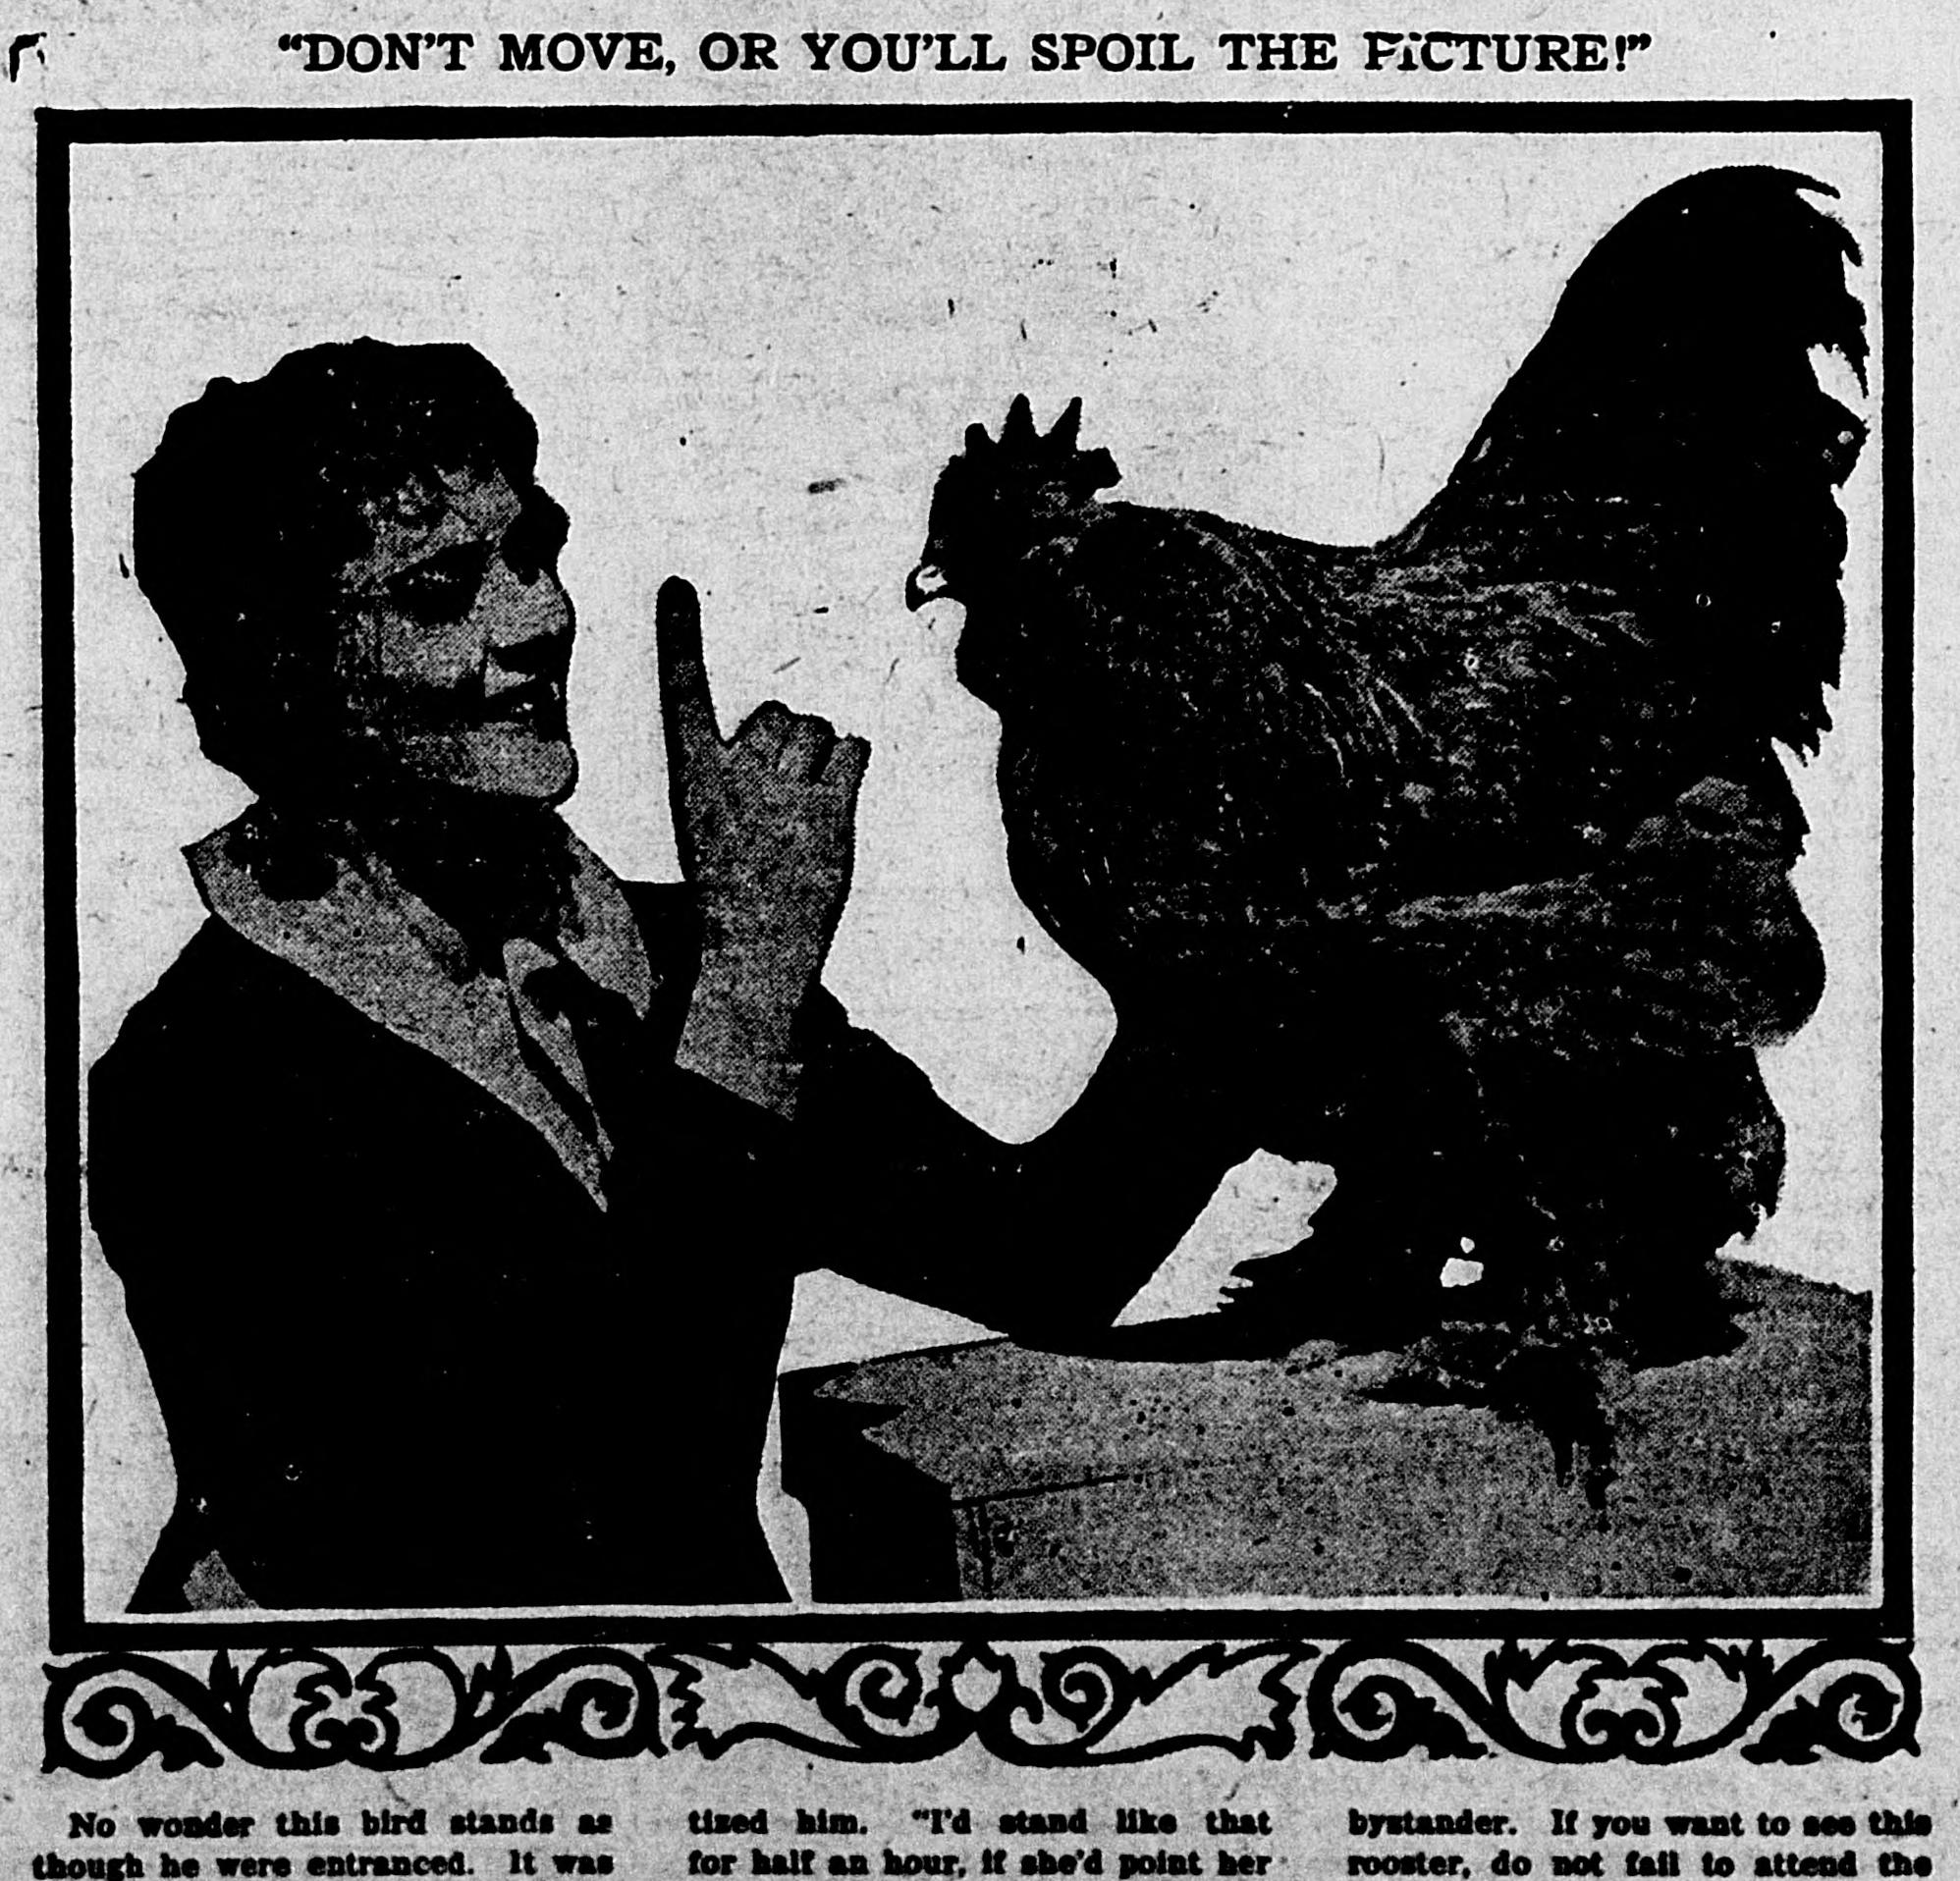 "DON'T MOVE, OR YOU'LL SPOIL THE PICTURE!"
No wonder this bird stands as
though he were entranced. It was
tized him. "I'd stand like that
for half an hour, if she'd point her
bystander. If you want to see this
rooster, do not fail to attend the